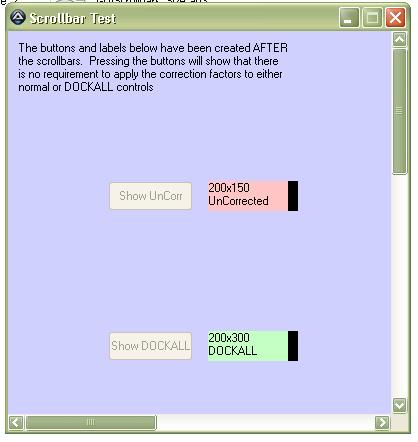 Scrollbar Test
The buttons and labels below have been created AFTER
the scrollbars. Pressing the buttons will show that there
is no requirement to apply the correction factors to either
normal or DOCKALL controls
Show UnCorr
200x150
UnCorrected
Show DOCKALL
200x300
DOCKALL